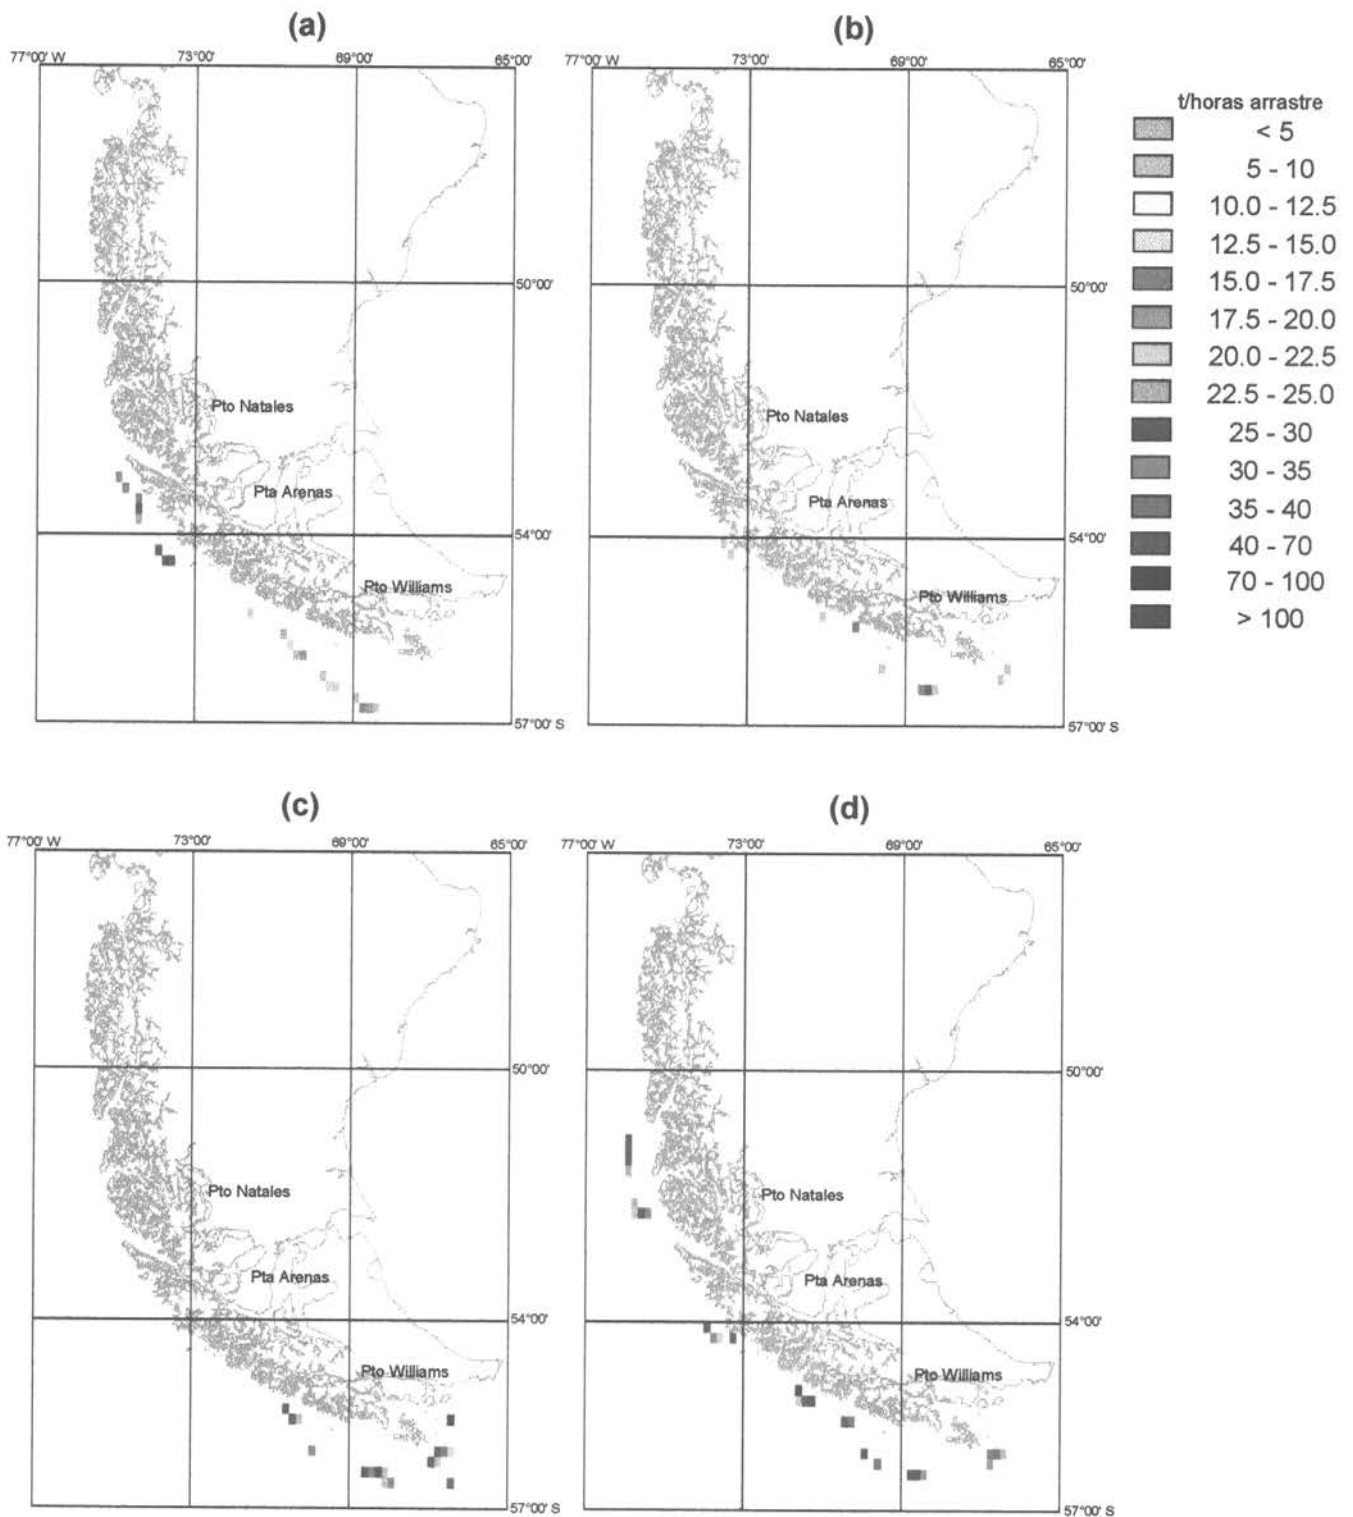 (a)
(b)
77°00' W 73°00' 69°00' 65°00'
77°00' W 73°00' 69°00' 65°00'
t/horas arrastre
< 5
5 - 10
10.0 - 12.5
12.5 - 15.0
15.0 - 17.5
17.5 - 20.0
20.0 - 22.5
22.5 - 25.0
25 - 30
30 - 35
35 - 40
40 - 70
70 - 100
> 100
50°00'
50°00'
Pto Natales
Pto Natales
Pta Arenas
Pta Arenas
54°00'
54°00'
Pto Williams
Pto Williams
57°00' S
57°00' S
(c)
(d)
77°00' W 73°00' 69°00' 65°00'
77°00' W 73°00' 69°00' 65°00'
50°00'
50°00'
Pto Natales
Pto Natales
Pta Arenas
Pta Arenas
54°00'
54°00'
Pto Williams
Pto Williams
57°00' S
57°00' S